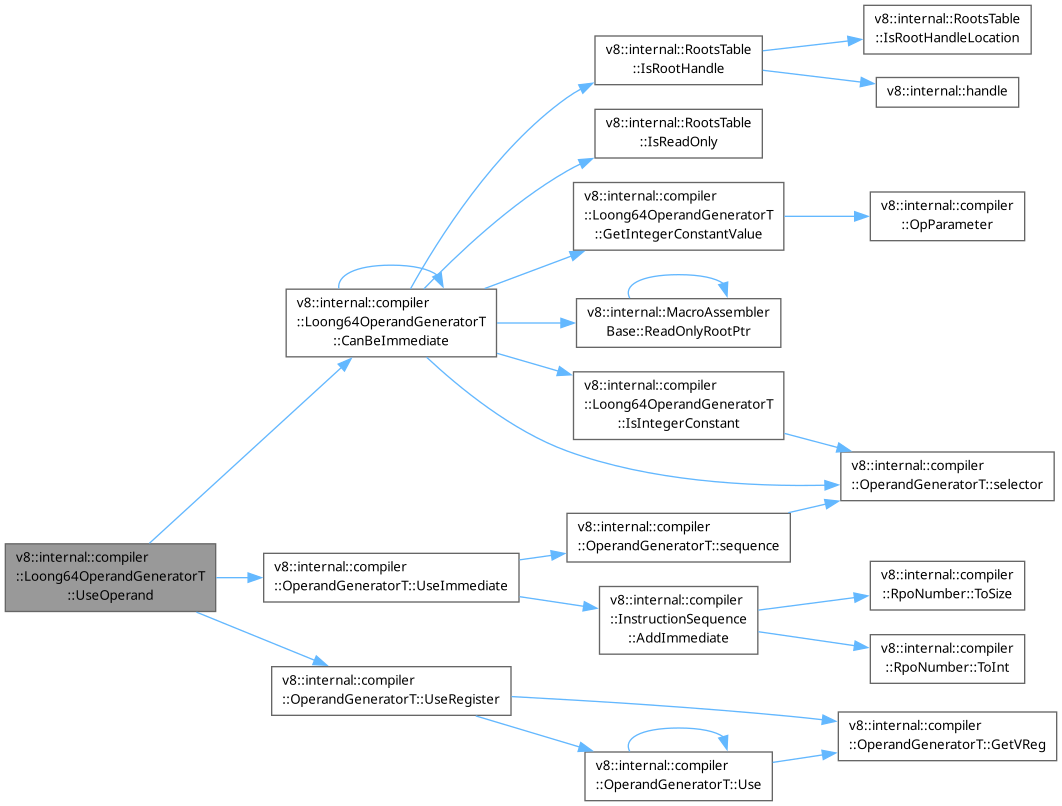 v8::internal::RootsTable
::IsRootHandleLocation
v8::internal::RootsTable
::IsRootHandle
v8::internal::handle
v8::internal::RootsTable
::IsReadOnly
v8::internal::compiler
::Loong64OperandGeneratorT
::GetIntegerConstantValue
v8::internal::compiler
::OpParameter
v8::internal::compiler
::Loong64OperandGeneratorT
::CanBeImmediate
v8::internal::MacroAssembler
Base::ReadOnlyRootPtr
v8::internal::compiler
::Loong64OperandGeneratorT
::IsIntegerConstant
v8::internal::compiler
::OperandGeneratorT::selector
v8::internal::compiler
::Loong64OperandGeneratorT
::UseOperand
v8::internal::compiler
::OperandGeneratorT::UseImmediate
v8::internal::compiler
::OperandGeneratorT::sequence
v8::internal::compiler
::InstructionSequence
::AddImmediate
v8::internal::compiler
::RpoNumber::ToSize
v8::internal::compiler
::RpoNumber::ToInt
v8::internal::compiler
::OperandGeneratorT::UseRegister
v8::internal::compiler
::OperandGeneratorT::GetVReg
v8::internal::compiler
::OperandGeneratorT::Use